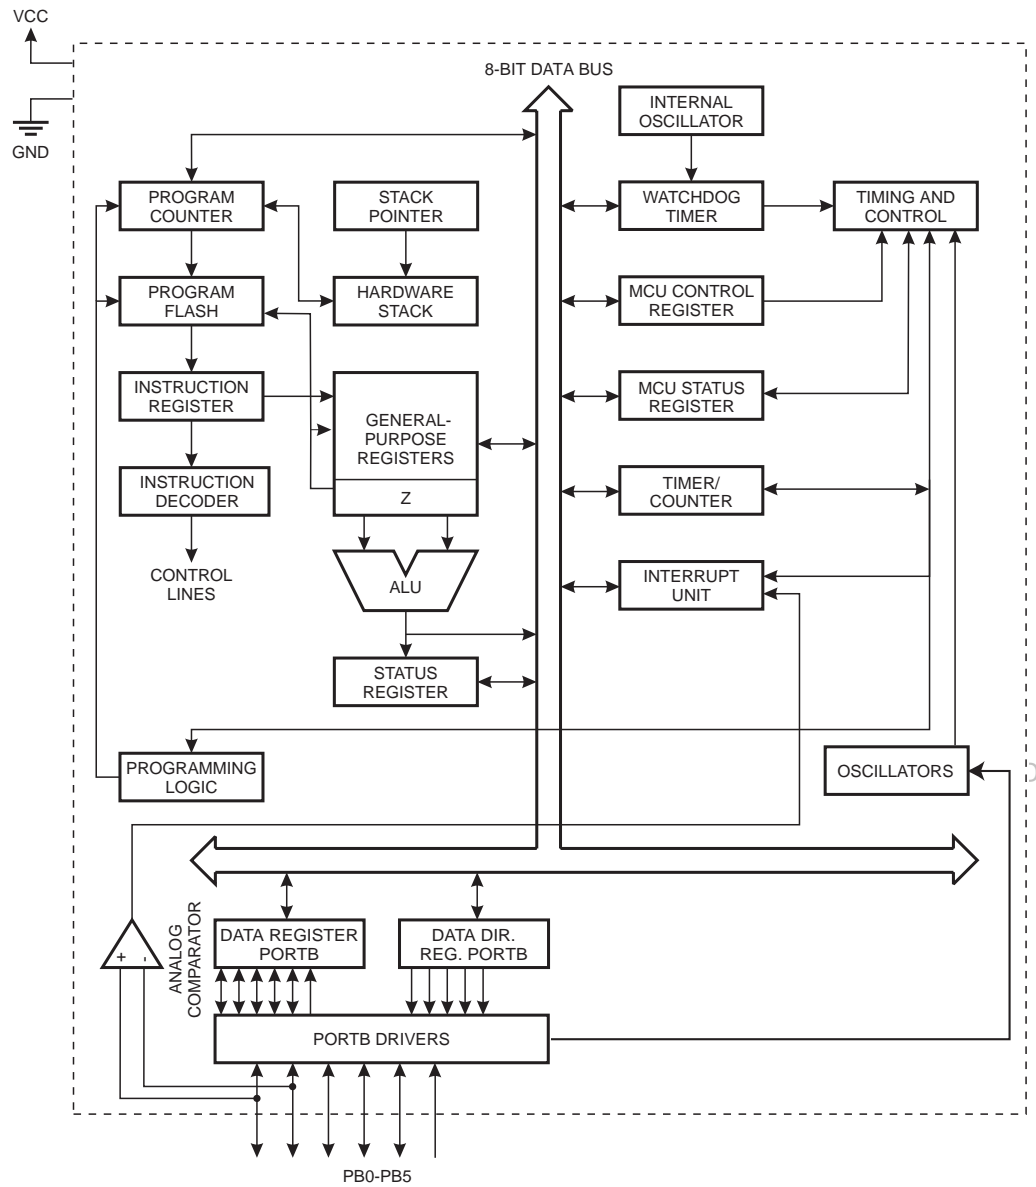 VCC
8-BIT DATA BUS
GND
INTERNAL
OSCILLATOR
PROGRAM
COUNTER
STACK
POINTER
WATCHDOG
TIMER
TIMING AND
CONTROL
PROGRAM
FLASH
HARDWARE
STACK
MCU CONTROL
REGISTER
INSTRUCTION
REGISTER
GENERAL-
PURPOSE
REGISTERS
Z
MCU STATUS
REGISTER
INSTRUCTION
DECODER
TIMER/
COUNTER
CONTROL
LINES
ALU
INTERRUPT
UNIT
STATUS
REGISTER
PROGRAMMING
LOGIC
OSCILLATORS
ANALOG
COMPARATOR
+
-
DATA REGISTER
PORTB
DATA DIR.
REG. PORTB
PORTB DRIVERS
PB0-PB5